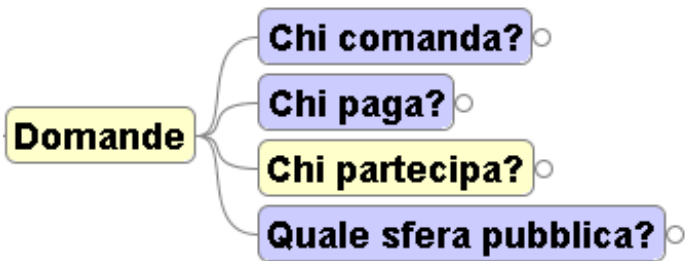 Chi comanda?
Chi paga?
Domande
Chi partecipa?
Quale sfera pubblica?